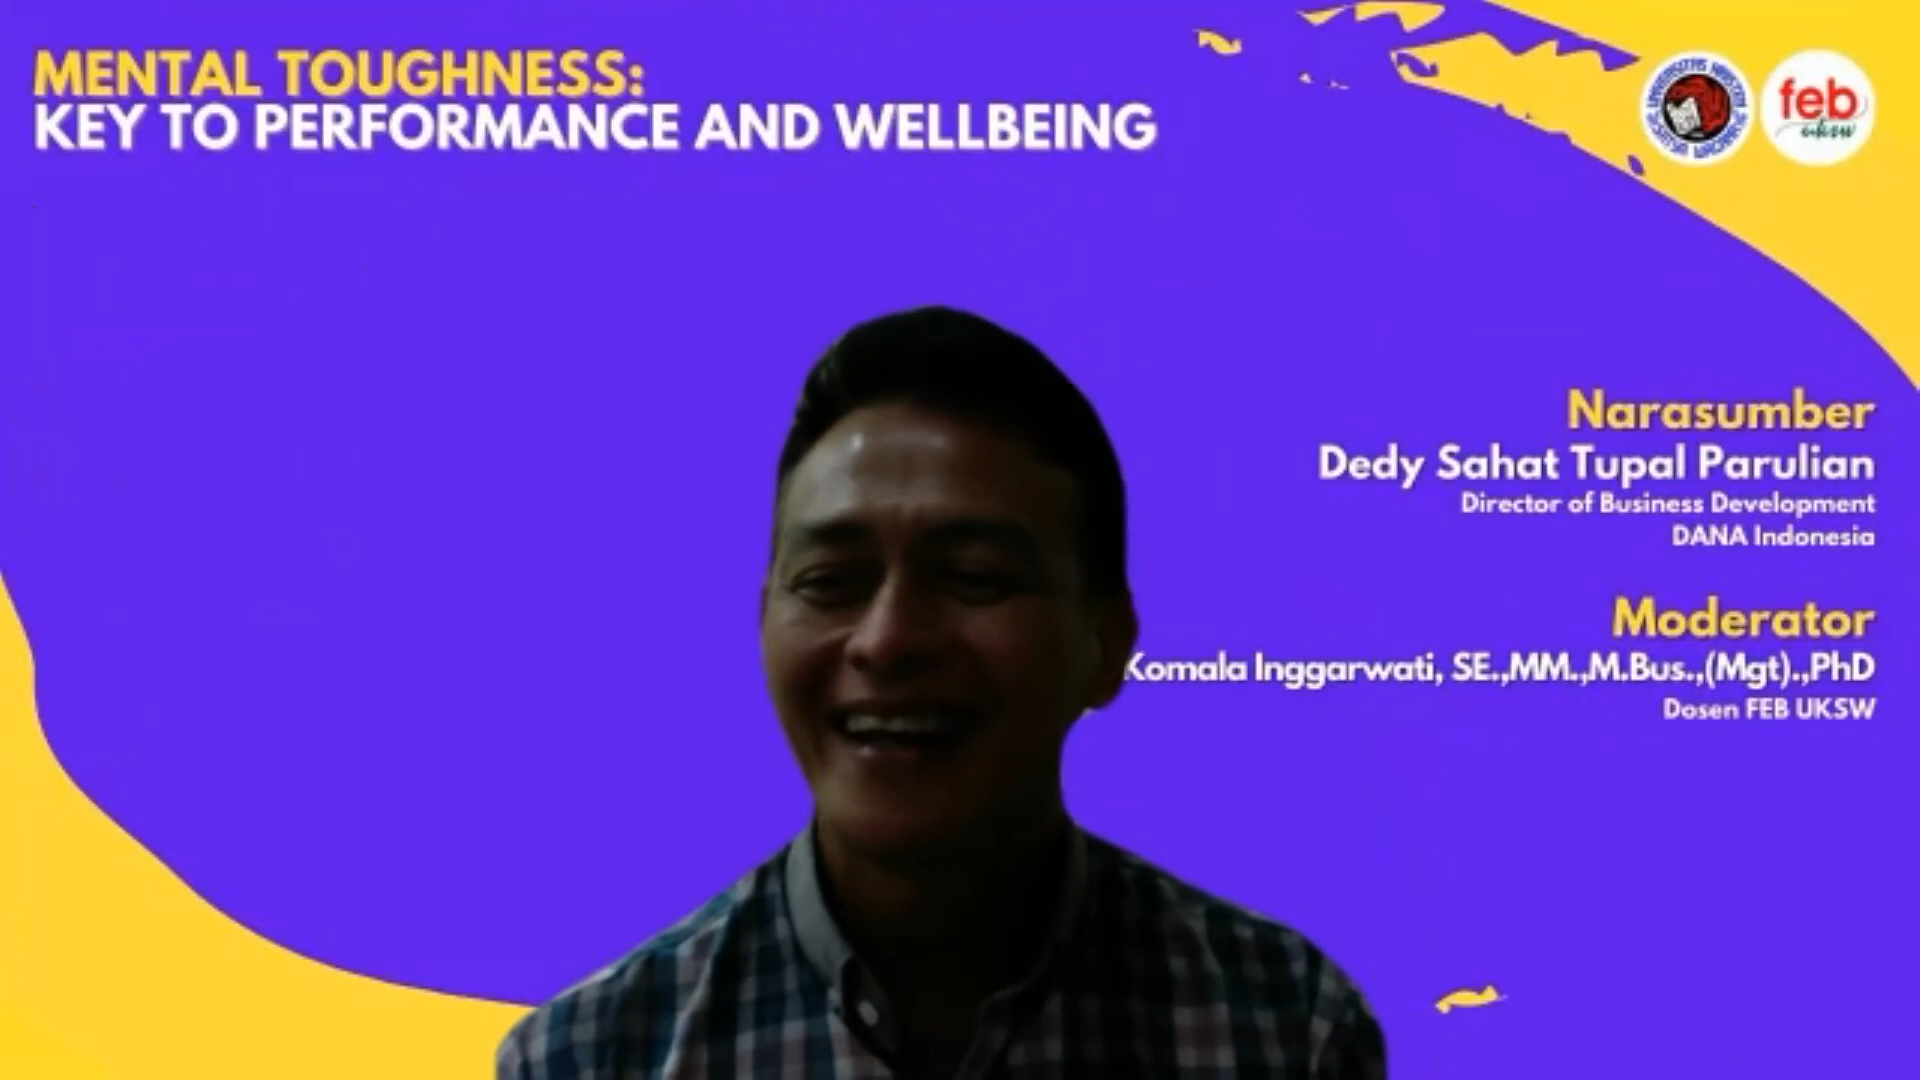 MENTAL TOUGHNESS:
KEY TO PERFORMANCE AND WELLBEING
feb
uksw
Narasumber
Dedy Sahat Tupal Parulian
Director of Business Development
DANA Indonesia
Moderator
Komala Inggarwati, SE.,MM.,M.Bus.,(Mgt).,PhD
Dosen FEB UKSW